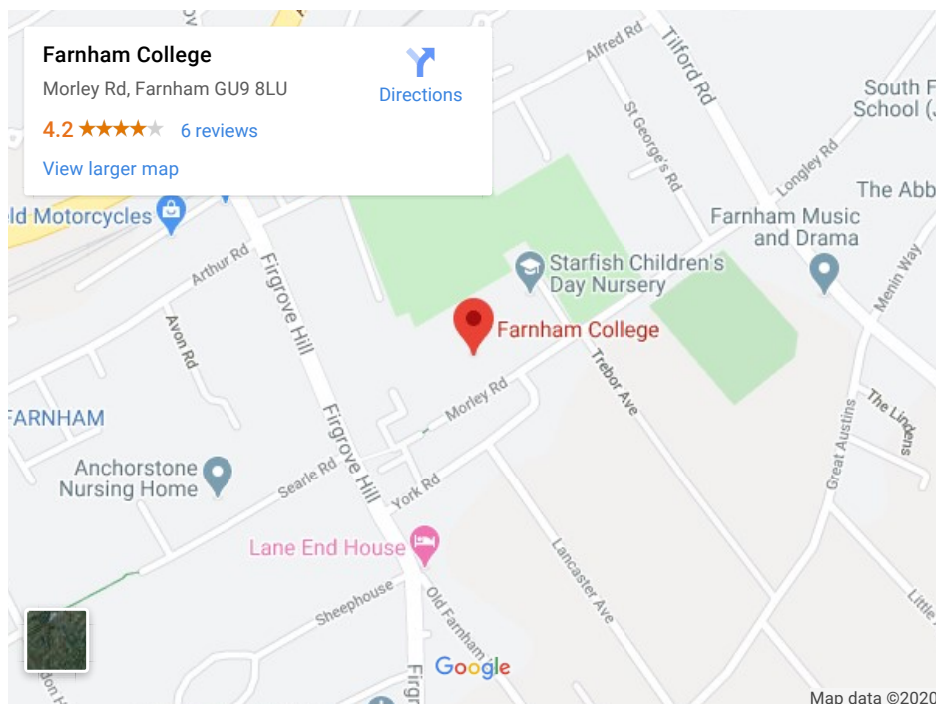 Farnham College
Morley Rd, Farnham GU9 8LU
4.2
6 reviews
View larger map
Directions
Alfred Rd
Tilford Rd
South F
School (J
St George's Rd
Longley Rd
The Abb
eld Motorcycles
Farnham Music
and Drama
Arthur Rd
Firgrove Hill
Starfish Children's
Day Nursery
Menin Way
Avon Rd
Farnham College
Trebor Ave
Morley Rd
FARNHAM
Firgrove Hill
The Lindens
Great Austins
Anchorstone
Nursing Home
Searle Rd
York Rd
Lane End House
Lancaster Ave
Sheephouse
Old Farnham
Little
Google
Firgr
don H
Map data ©2020